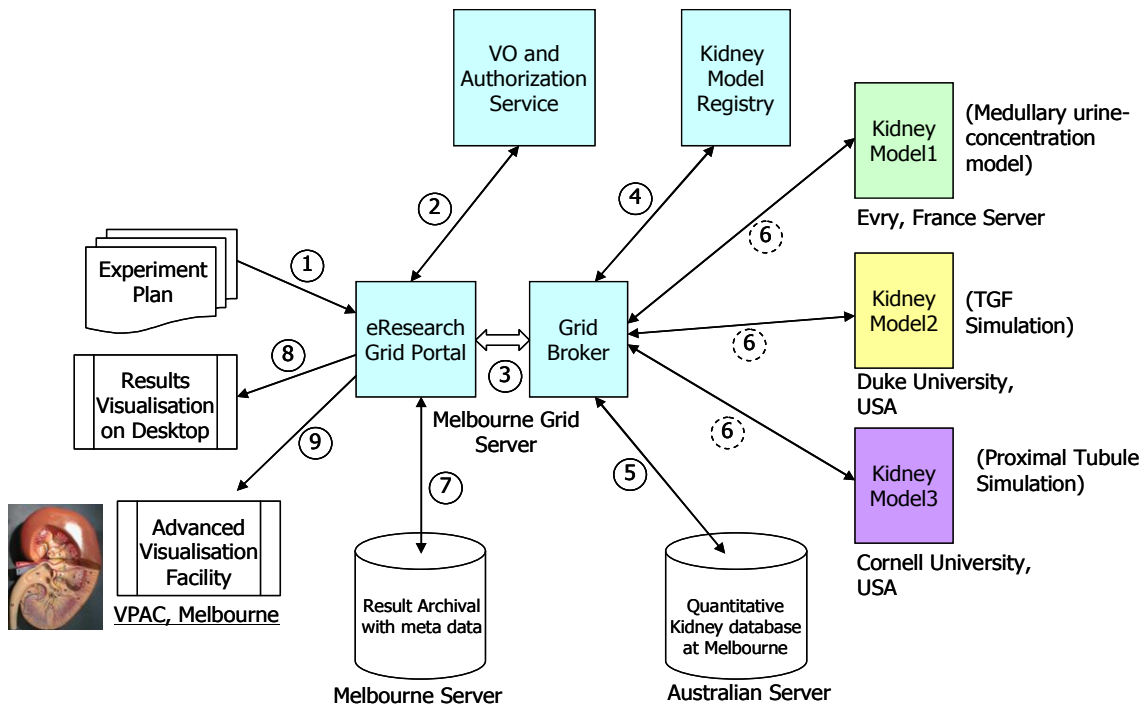 VO and
Authorization
Service
Kidney
Model
Registry
Kidney
Model1
(Medullary urine-
concentration
model)
Evry, France Server
2
4
6
Experiment
Plan
1
eResearch
Grid Portal
3
Grid
Broker
Melbourne Grid
Server
6
Kidney
Model2
(TGF
Simulation)
Duke University,
USA
8
Results
Visualisation
on Desktop
9
6
Kidney
Model3
(Proximal Tubule
Simulation)
Cornell University,
USA
7
5
Advanced
Visualisation
Facility
VPAC, Melbourne
Result Archival
with meta data
Melbourne Server
Quantitative
Kidney database
at Melbourne
Australian Server